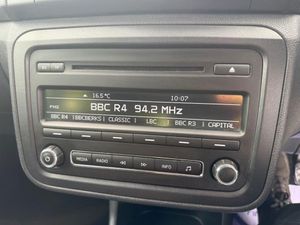 16.5°C 10:07
FM2 BBC R4 94.2 MHz
BBC R4 BBCBERKS CLASSIC LBC BBC R3 CAPITAL
MEDIA RADIO INFO